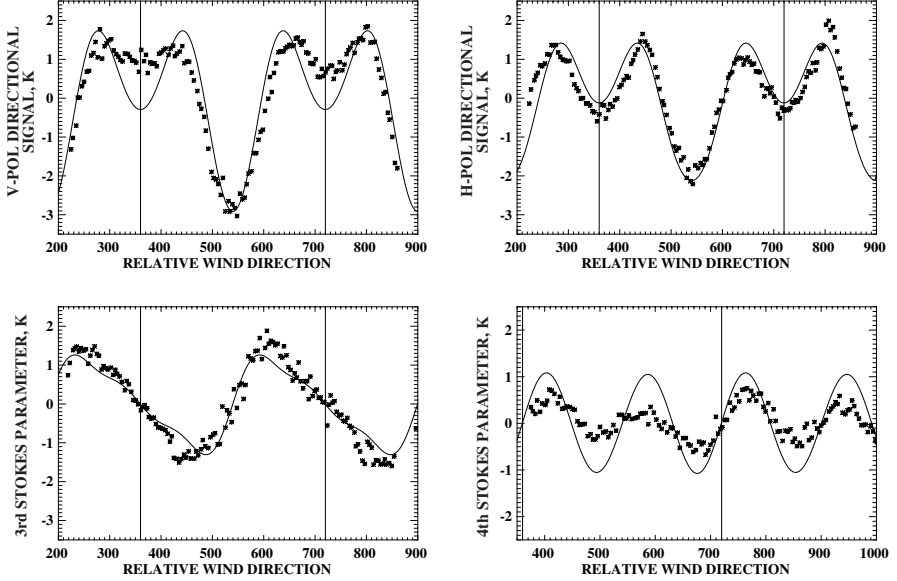 V-POL DIRECTIONAL
SIGNAL, K
2
1
0
-1
-2
-3
200 300 400 500 600 700 800 900
RELATIVE WIND DIRECTION
H-POL DIRECTIONAL
SIGNAL, K
2
1
0
-1
-2
-3
200 300 400 500 600 700 800 900
RELATIVE WIND DIRECTION
3rd STOKES PARAMETER, K
2
1
0
-1
-2
-3
200 300 400 500 600 700 800 900
RELATIVE WIND DIRECTION
4th STOKES PARAMETER, K
2
1
0
-1
-2
400 500 600 700 800 900 1000
RELATIVE WIND DIRECTION